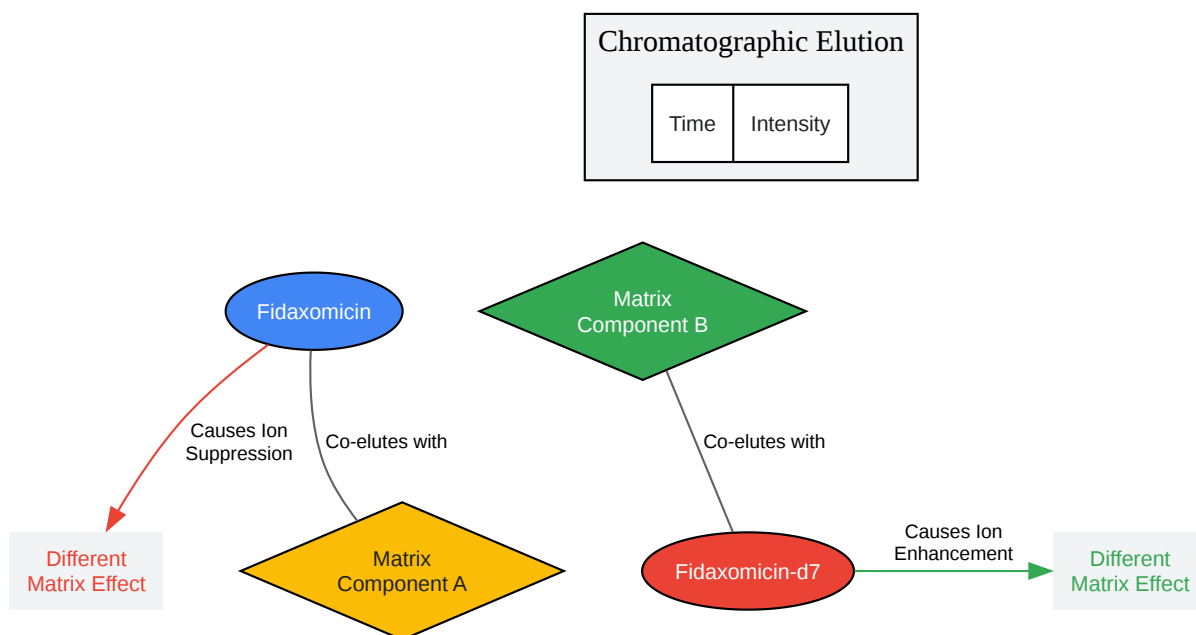 Chromatographic Elution
Time
Intensity
Fidaxomicin
Matrix
Component B
Causes Ion
Suppression
Co-elutes with
Co-elutes with
Different
Matrix Effect
Matrix
Component A
Fidaxomicin-d7
Causes Ion
Enhancement
Different
Matrix Effect